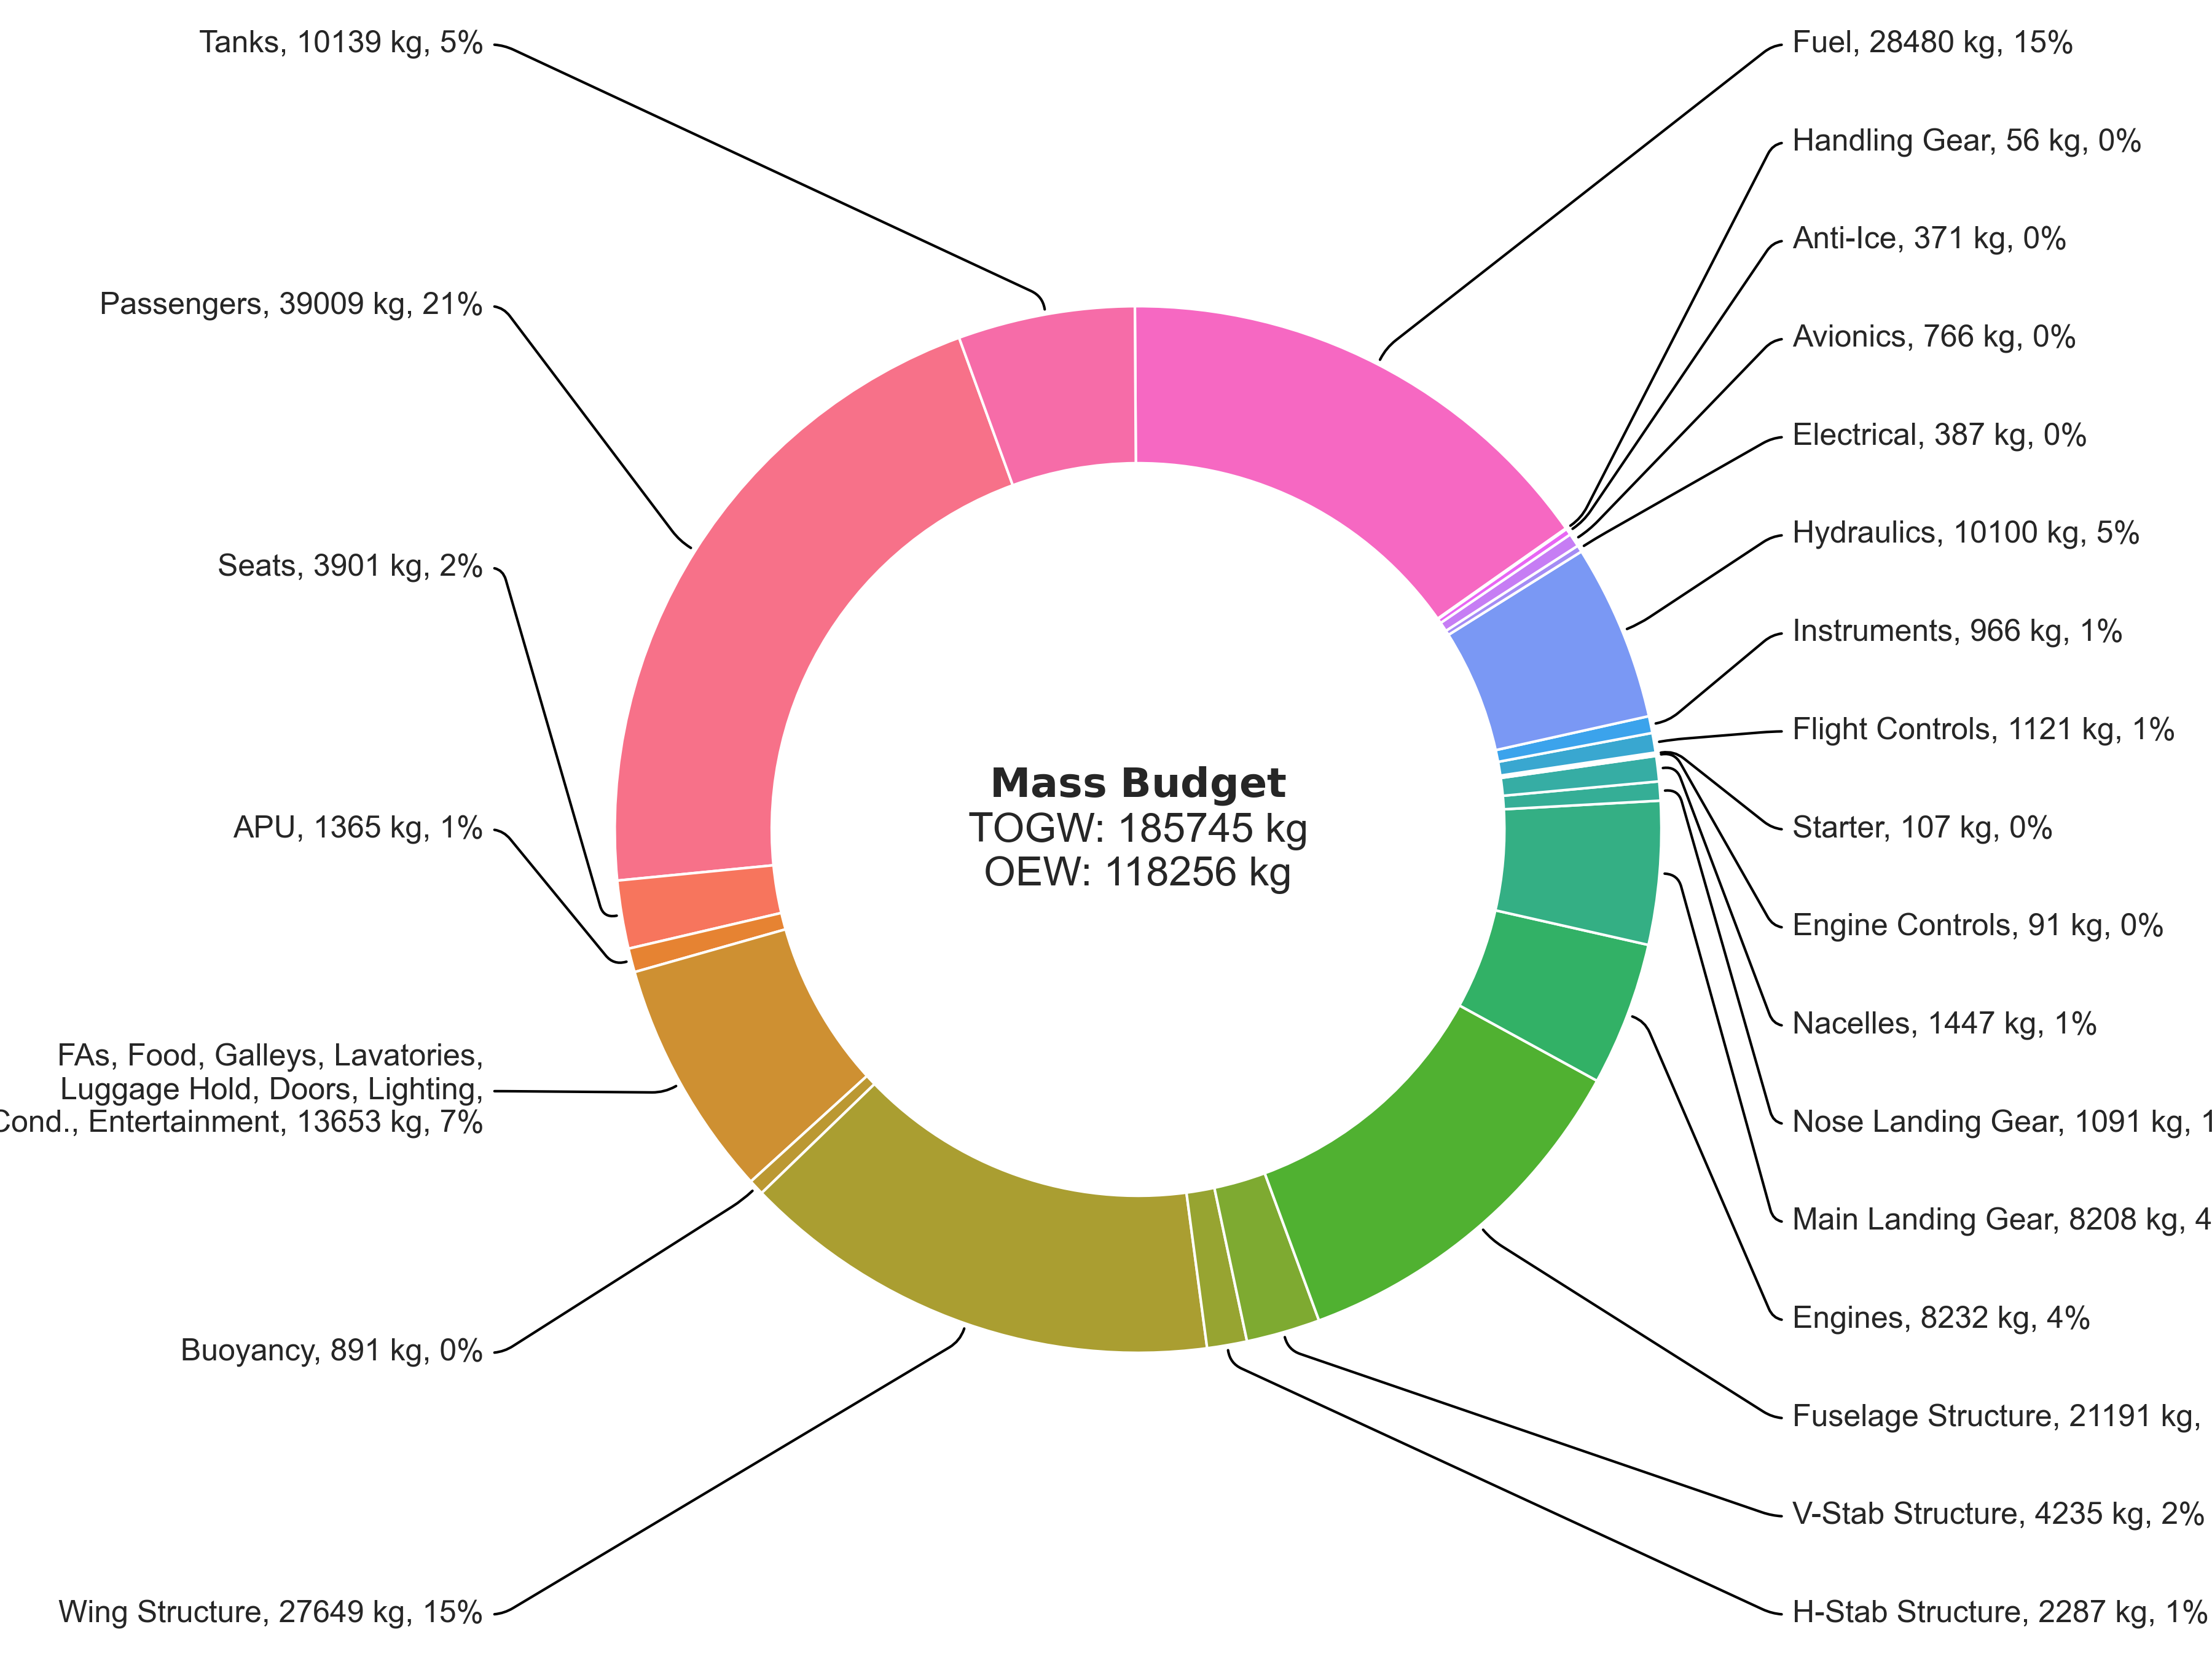 Tanks, 10139 kg, 5%
Passengers, 39009 kg, 21%
Seats, 3901 kg, 2%
APU, 1365 kg, 1%
FAs, Food, Galleys, Lavatories,
Luggage Hold, Doors, Lighting,
Cond., Entertainment, 13653 kg, 7%
Buoyancy, 891 kg, 0%
Wing Structure, 27649 kg, 15%
Mass Budget
TOGW: 185745 kg
OEW: 118256 kg
Fuel, 28480 kg, 15%
Handling Gear, 56 kg, 0%
Anti-Ice, 371 kg, 0%
Avionics, 766 kg, 0%
Electrical, 387 kg, 0%
Hydraulics, 10100 kg, 5%
Instruments, 966 kg, 1%
Flight Controls, 1121 kg, 1%
Starter, 107 kg, 0%
Engine Controls, 91 kg, 0%
Nacelles, 1447 kg, 1%
Nose Landing Gear, 1091 kg, 1
Main Landing Gear, 8208 kg, 4
Engines, 8232 kg, 4%
Fuselage Structure, 21191 kg,
V-Stab Structure, 4235 kg, 2%
H-Stab Structure, 2287 kg, 1%